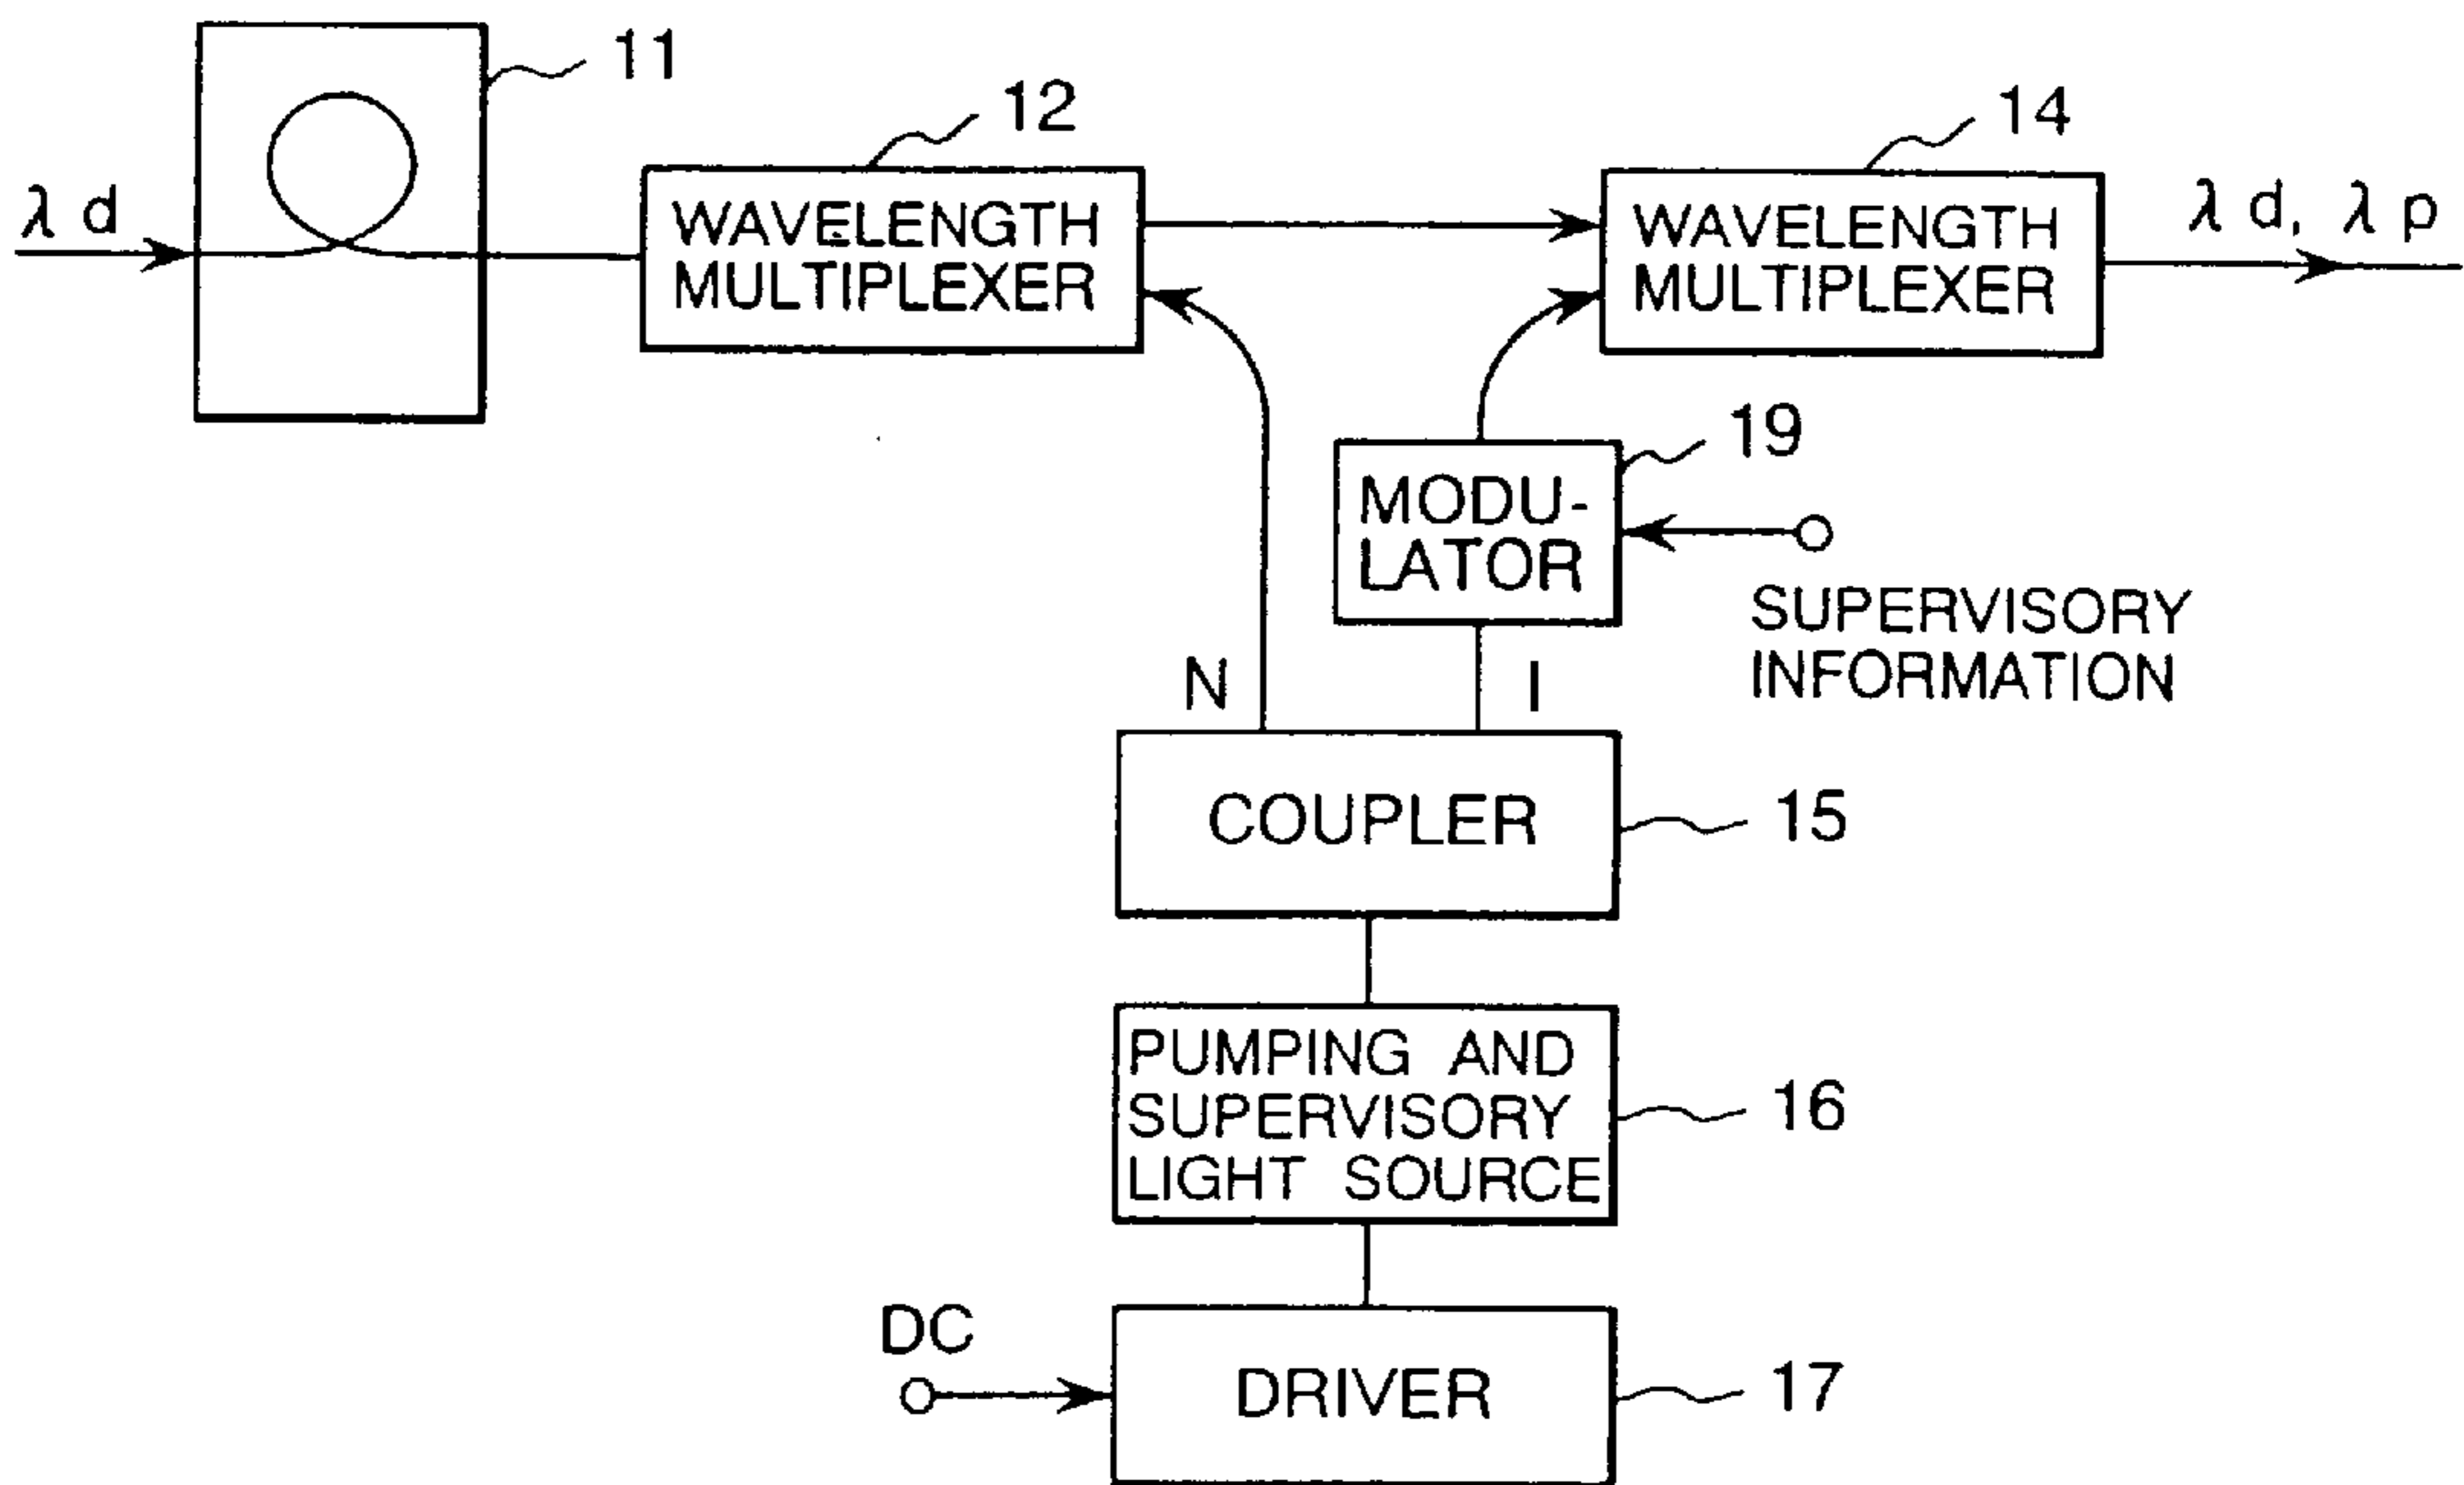 11
12
14
λ d
WAVELENGTH
MULTIPLEXER
WAVELENGTH
MULTIPLEXER
λ d, λ p
19
MODU-
LATOR
SUPERVISORY
INFORMATION
N
I
COUPLER
15
PUMPING AND
SUPERVISORY
LIGHT SOURCE
16
DC
DRIVER
17